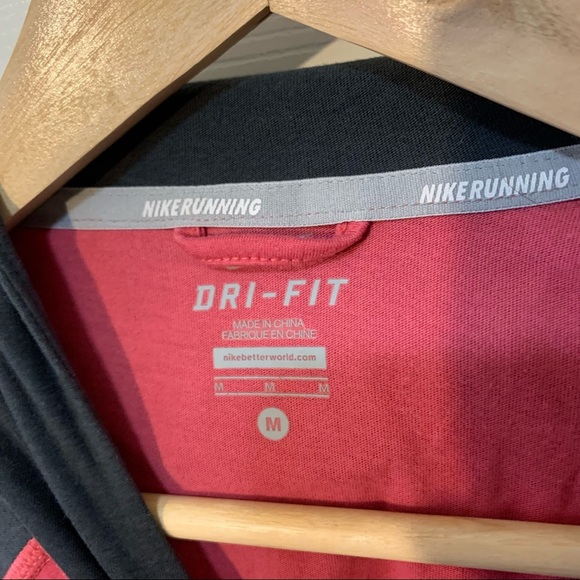 NIKERUNNING
NIKERUNNING
DRI-FIT
MADE IN CHINA
FABRIQUE EN CHINE
nikebetterworld.com
M M M
M